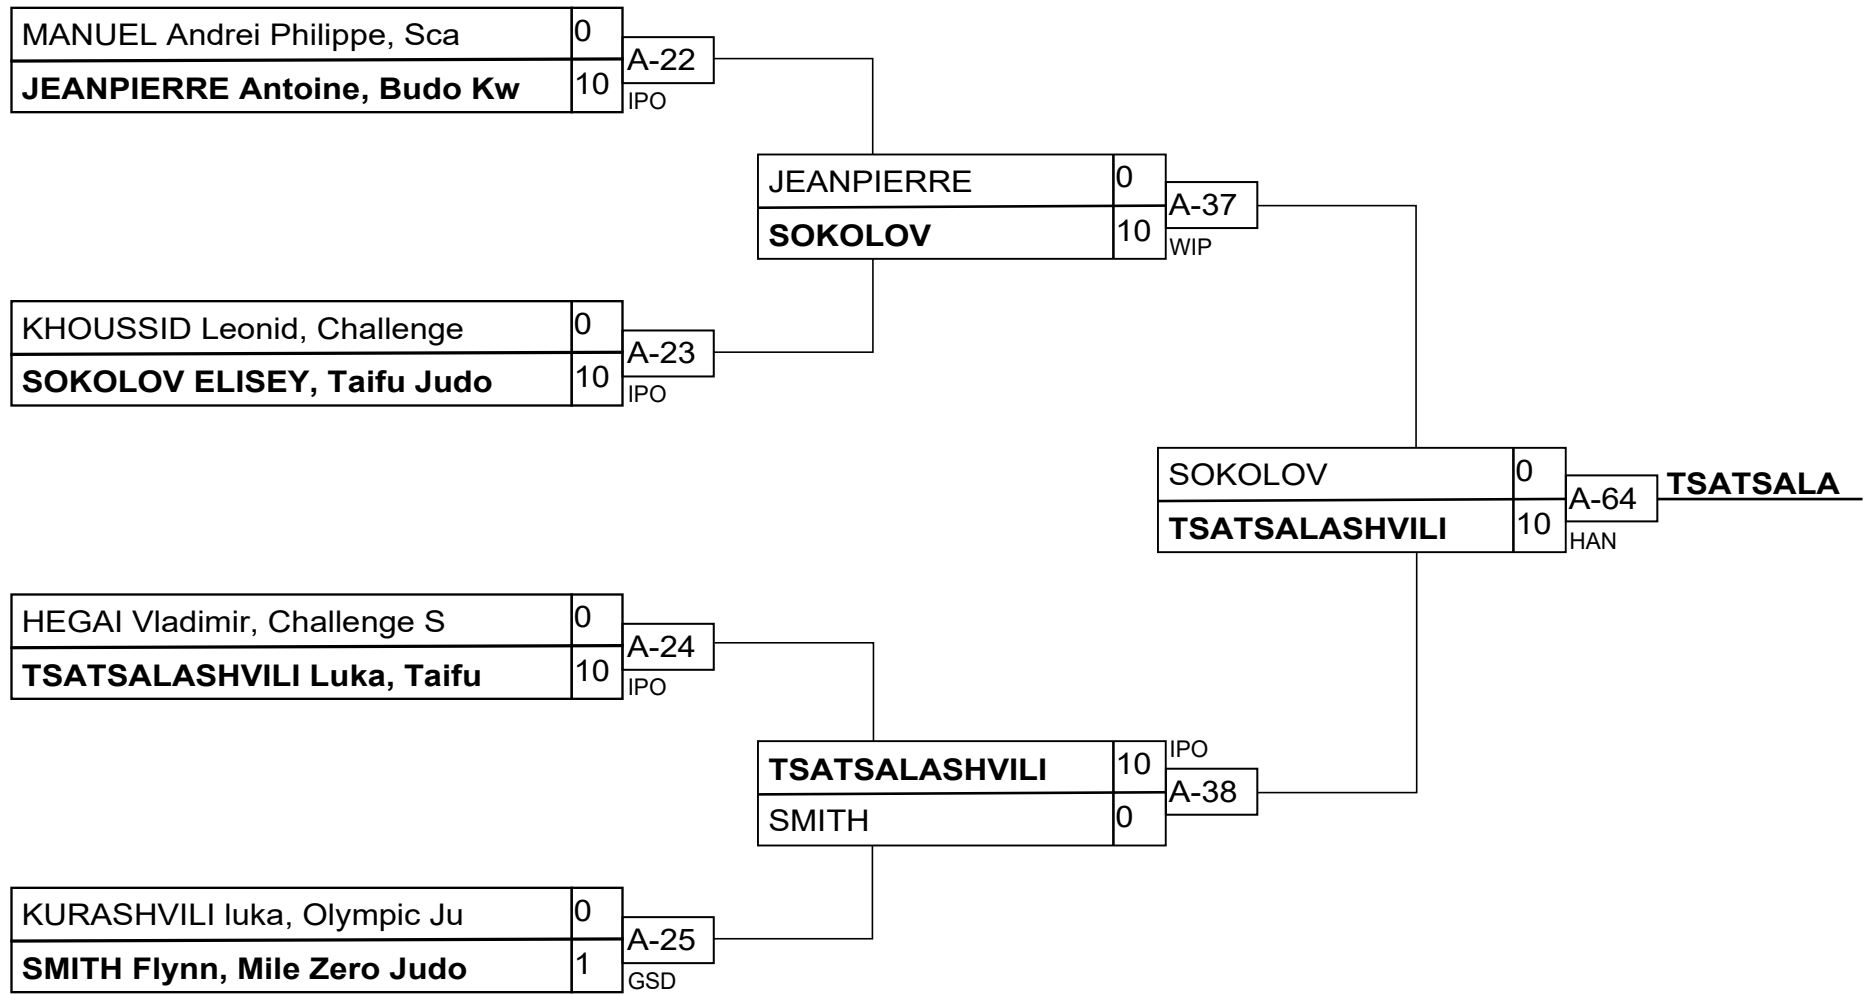 MANUEL Andrei Philippe, Sca 0
A-22
JEANPIERRE Antoine, Budo Kw 10
IPO
JEANPIERRE 0
A-37
SOKOLOV 10
WIP
KHOUSSID Leonid, Challenge 0
A-23
SOKOLOV ELISEY, Taifu Judo 10
IPO
SOKOLOV 0
A-64 TSATSALA
TSATSALASHVILI 10
HAN
HEGAI Vladimir, Challenge S 0
A-24
TSATSALASHVILI Luka, Taifu 10
IPO
TSATSALASHVILI 10
IPO
A-38
SMITH 0
KURASHVILI luka, Olympic Ju 0
A-25
SMITH Flynn, Mile Zero Judo 1
GSD